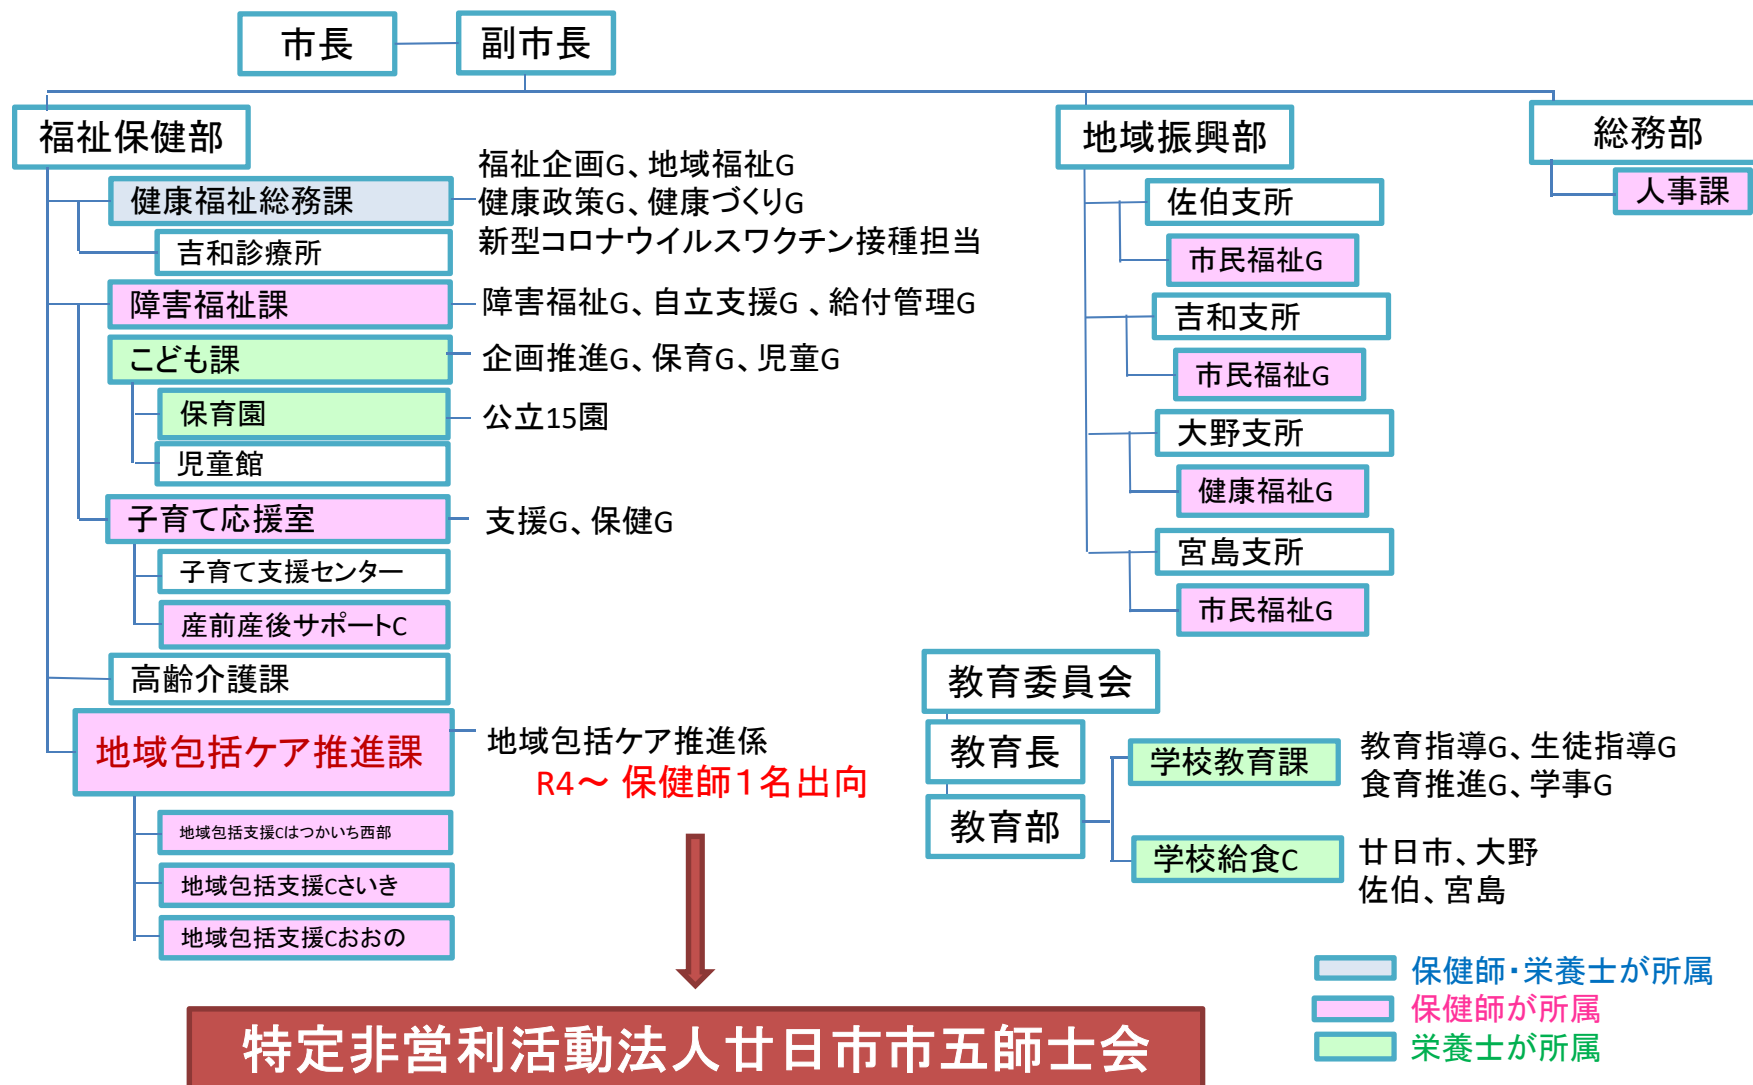 市長
副市長
福祉保健部
健康福祉総務課
福祉企画G、地域福祉G
健康政策G、健康づくりG
新型コロナウイルスワクチン接種担当
吉和診療所
障害福祉課
障害福祉G、自立支援G 、給付管理G
こども課
企画推進G、保育G、児童G
保育園
公立15園
児童館
子育て応援室
支援G、保健G
子育て支援センター
産前産後サポートC
高齢介護課
地域包括ケア推進課
地域包括ケア推進係
R4～ 保健師１名出向
地域包括支援Cはつかいち西部
地域包括支援Cさいき
地域包括支援Cおおの
地域振興部
佐伯支所
市民福祉G
吉和支所
市民福祉G
大野支所
健康福祉G
宮島支所
市民福祉G
総務部
人事課
教育委員会
教育長
教育部
学校教育課
教育指導G、生徒指導G
食育推進G、学事G
学校給食C
廿日市、大野
佐伯、宮島
特定非営利活動法人廿日市市五師士会
保健師・栄養士が所属
保健師が所属
栄養士が所属